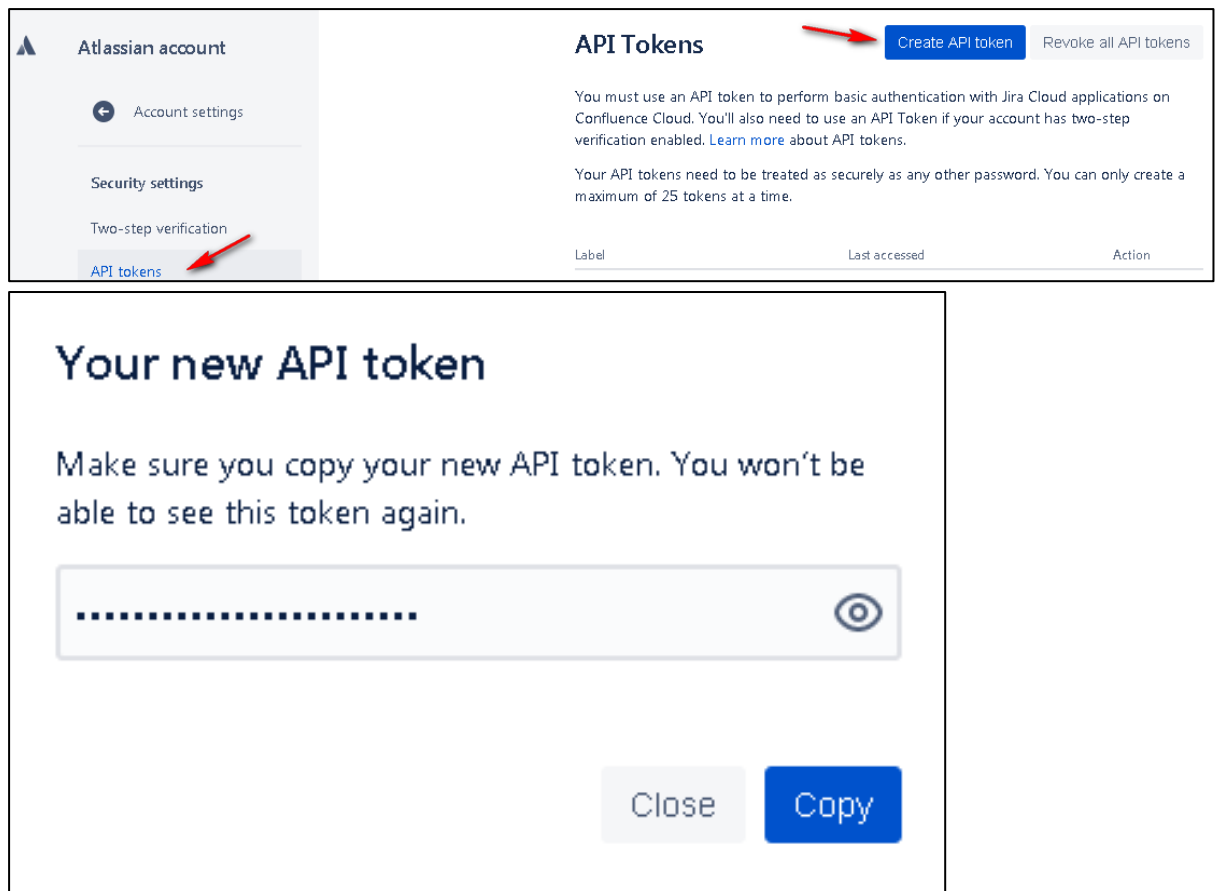 Atlassian account
Account settings
Security settings
Two-step verification
API tokens
API Tokens
Create API token
Revoke all API tokens
You must use an API token to perform basic authentication with Jira Cloud applications on
Confluence Cloud. You'll also need to use an API Token if your account has two-step
verification enabled. Learn more about API tokens.
Your API tokens need to be treated as securely as any other password. You can only create a
maximum of 25 tokens at a time.
Label Last accessed Action
Your new API token
Make sure you copy your new API token. You won't be
able to see this token again.
Close Copy